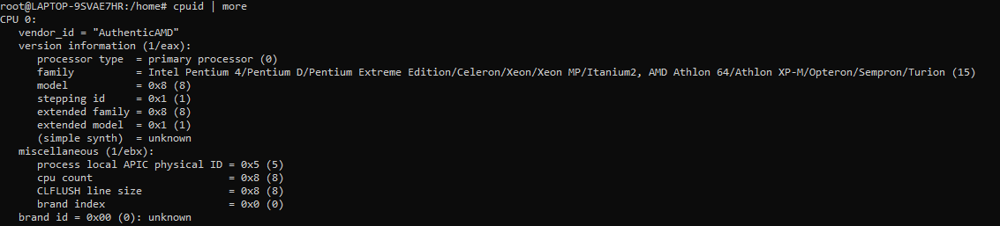 root@LAPTOP-9SVAE7HR:/home# cpuid | more
CPU 0:
   vendor_id = "AuthenticAMD"
   version information (1/eax):
      processor type  = primary processor (0)
      family          = Intel Pentium 4/Pentium D/Pentium Extreme Edition/Celeron/Xeon/Xeon MP/Itanium2, AMD Athlon 64/Athlon XP-M/Opteron/Sempron/Turion (15)
      model           = 0x8 (8)
      stepping id     = 0x1 (1)
      extended family = 0x8 (8)
      extended model  = 0x1 (1)
      (simple synth)  = unknown
   miscellaneous (1/ebx):
      process local APIC physical ID = 0x5 (5)
      cpu count                      = 0x8 (8)
      CLFLUSH line size              = 0x8 (8)
      brand index                    = 0x0 (0)
   brand id = 0x00 (0): unknown